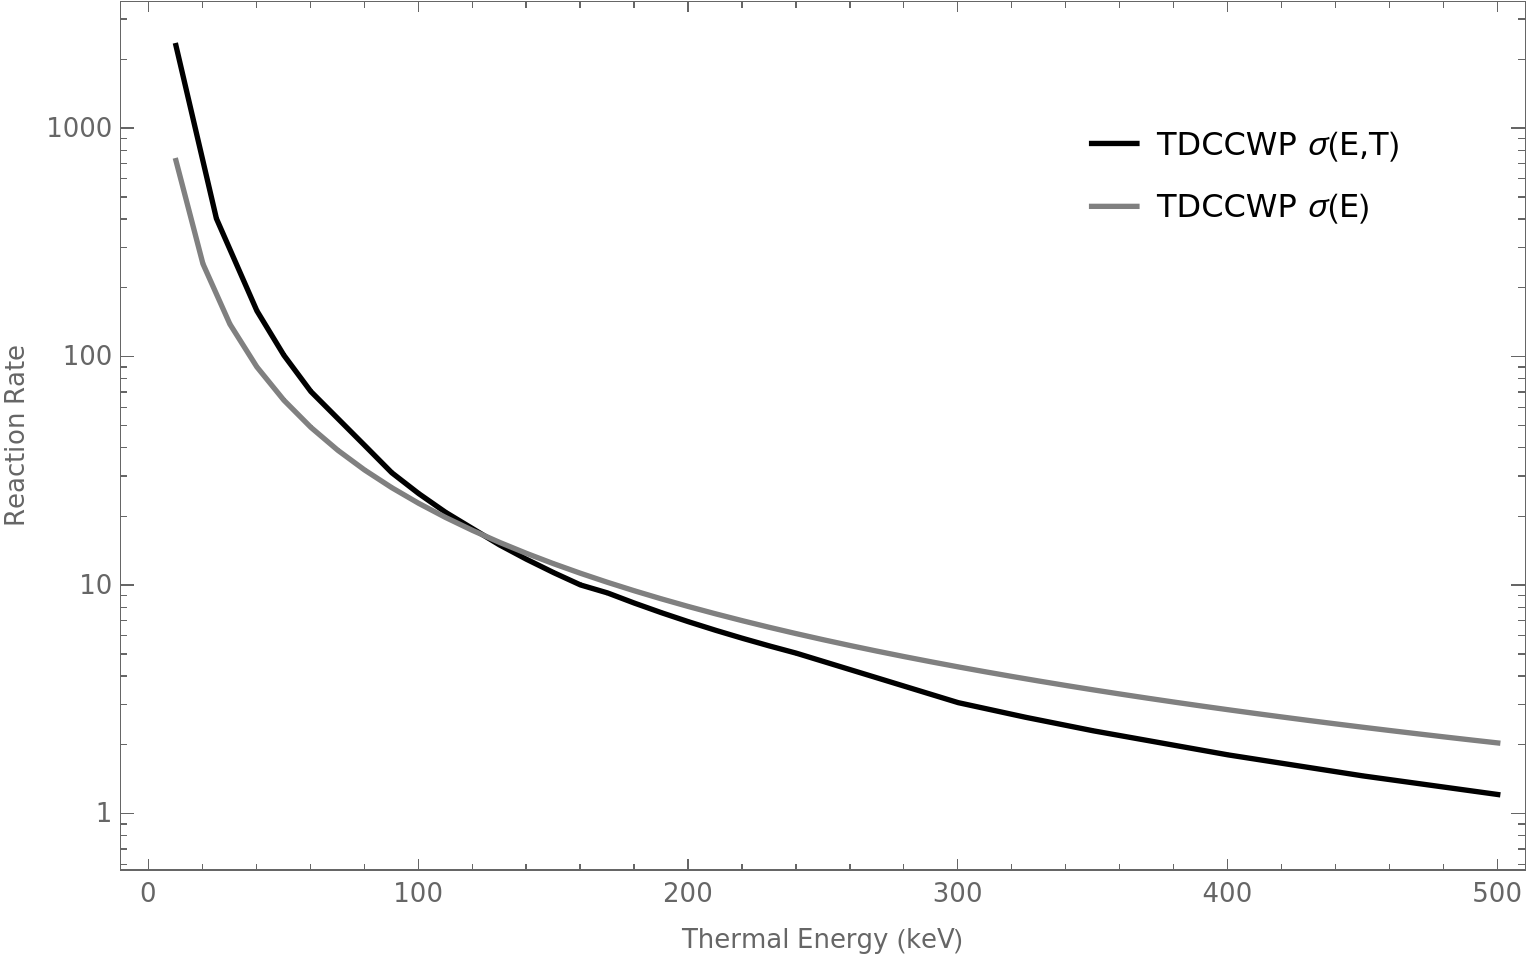 1000
100
10
1
Reaction Rate
TDCCWP σ(E,T)
TDCCWP σ(E)
0 100 200 300 400 500
Thermal Energy (keV)